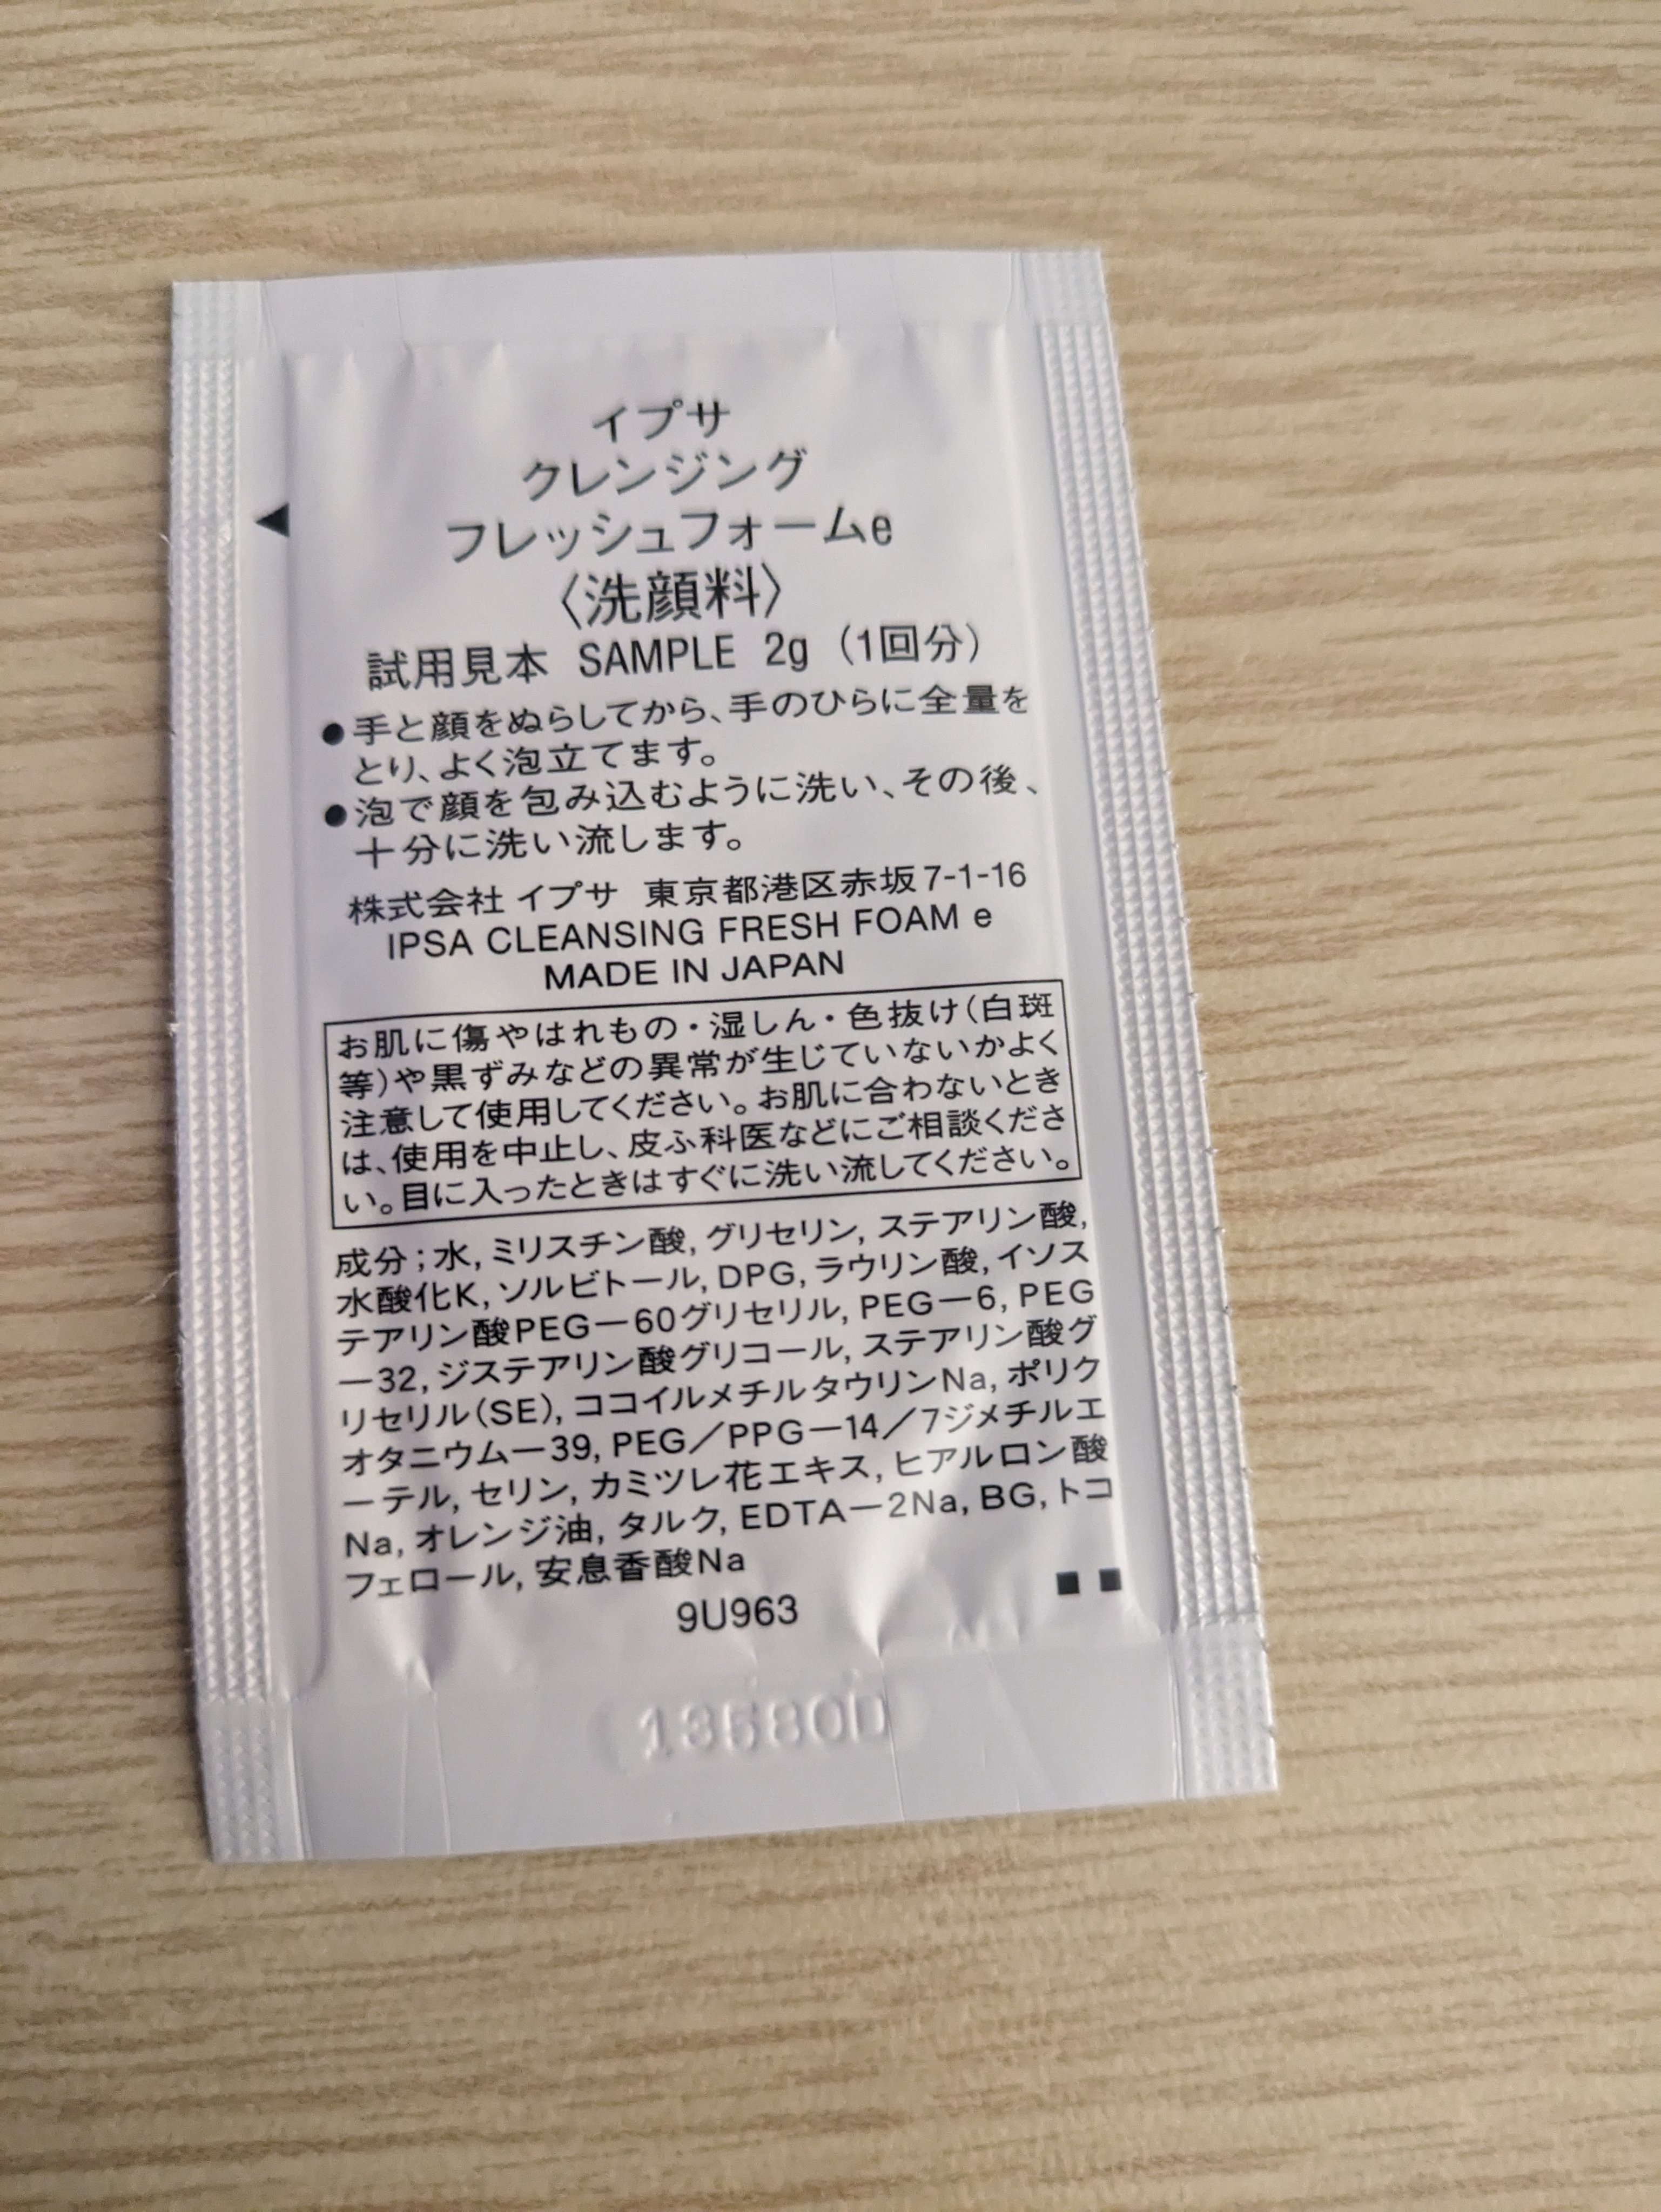 イプサ
クレンジング
フレッシュフォームe
〈洗顔料〉
試用見本 SAMPLE 2g（1回分）
●手と顔をぬらしてから、手のひらに全量を
とり、よく泡立てます。
●泡で顔を包み込むように洗い、その後、
十分に洗い流します。
株式会社 イプサ 東京都港区赤坂7-1-16
IPSA CLEANSING FRESH FOAM e
MADE IN JAPAN
お肌に傷やはれもの・湿しん・色抜け（白斑
等）や黒ずみなどの異常が生じていないかよく
注意して使用してください。お肌に合わないとき
は、使用を中止し、皮ふ科医などにご相談くださ
い。目に入ったときはすぐに洗い流してください。
成分；水, ミリスチン酸, グリセリン, ステアリン酸,
水酸化K, ソルビトール, DPG, ラウリン酸, イソス
テアリン酸PEG－60グリセリル, PEG－6, PEG
－32, ジステアリン酸グリコール, ステアリン酸グ
リセリル（SE）, ココイルメチルタウリンNa, ポリク
オタニウム－39, PEG／PPG－14／7ジメチルエ
ーテル, セリン, カミツレ花エキス, ヒアルロン酸
Na, オレンジ油, タルク, EDTA－2Na, BG, トコ
フェロール, 安息香酸Na
9U963